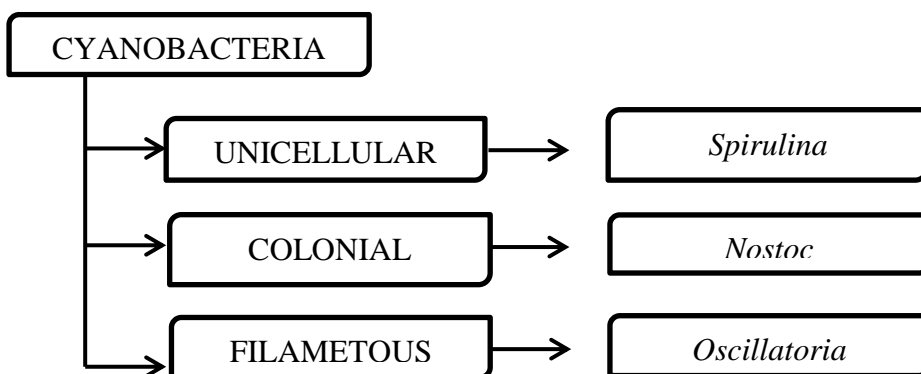 CYANOBACTERIA
UNICELLULAR
Spirulina
COLONIAL
Nostoc
FILAMETOUS
Oscillatoria